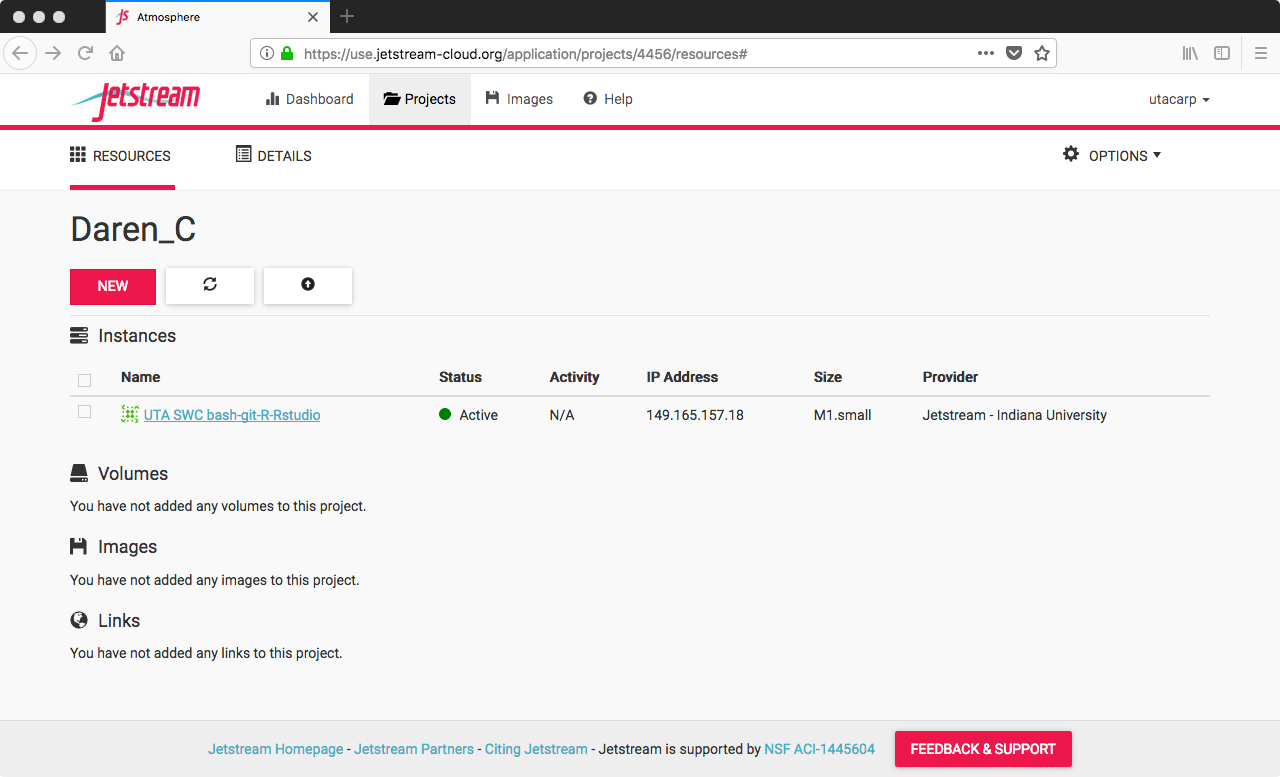 Atmosphere
https://use.jetstream-cloud.org/application/projects/4456/resources#
Jetstream Dashboard Projects Images Help utacarp
RESOURCES DETAILS OPTIONS
Daren_C
NEW
Instances
Name Status Activity IP Address Size Provider
UTA SWC bash-git-R-Rstudio Active N/A 149.165.157.18 M1.small Jetstream - Indiana University
Volumes
You have not added any volumes to this project.
Images
You have not added any images to this project.
Links
You have not added any links to this project.
Jetstream Homepage - Jetstream Partners - Citing Jetstream - Jetstream is supported by NSF ACI-1445604 FEEDBACK & SUPPORT